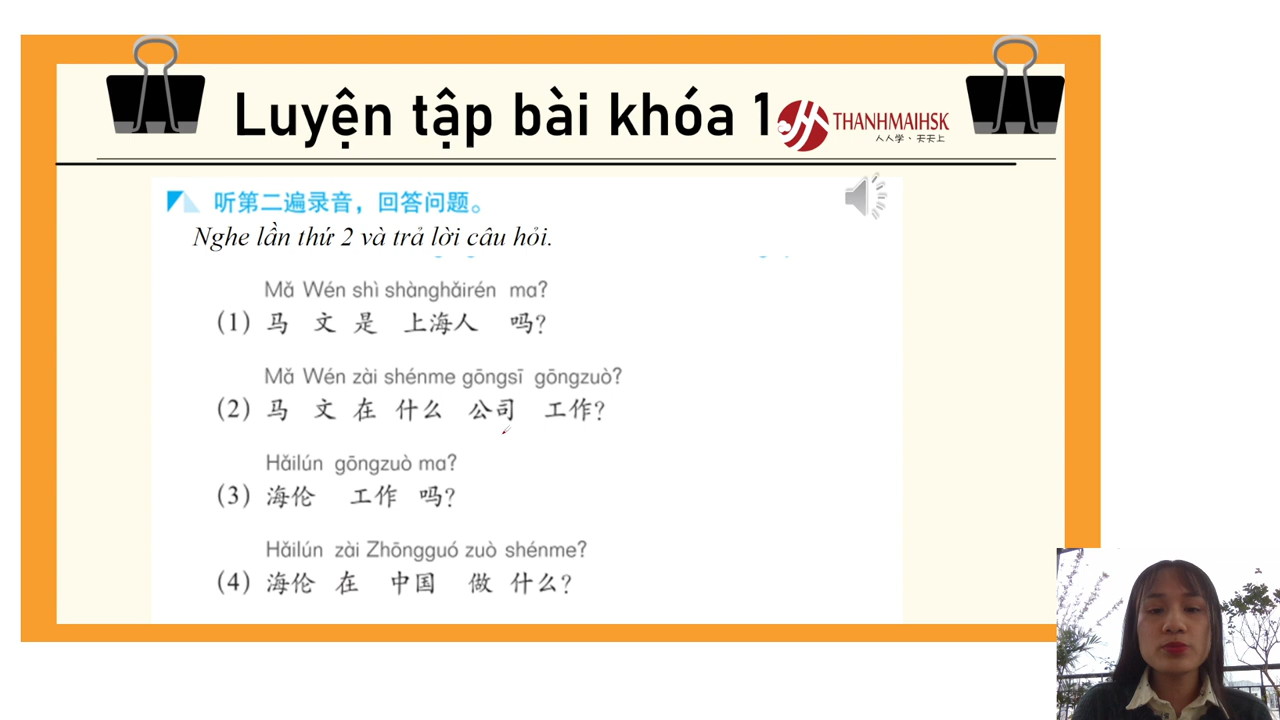 Luyện tập bài khóa 1
THANHMAIHSK
人人学、天天上
听第二遍录音，回答问题。
Nghe lần thứ 2 và trả lời câu hỏi.
Mǎ Wén shì shànghǎirén ma?
(1) 马 文 是 上海人 吗?
Mǎ Wén zài shénme gōngsī gōngzuò?
(2) 马 文 在 什么 公司 工作?
Hǎilún gōngzuò ma?
(3) 海伦 工作 吗?
Hǎilún zài Zhōngguó zuò shénme?
(4) 海伦 在 中国 做 什么?